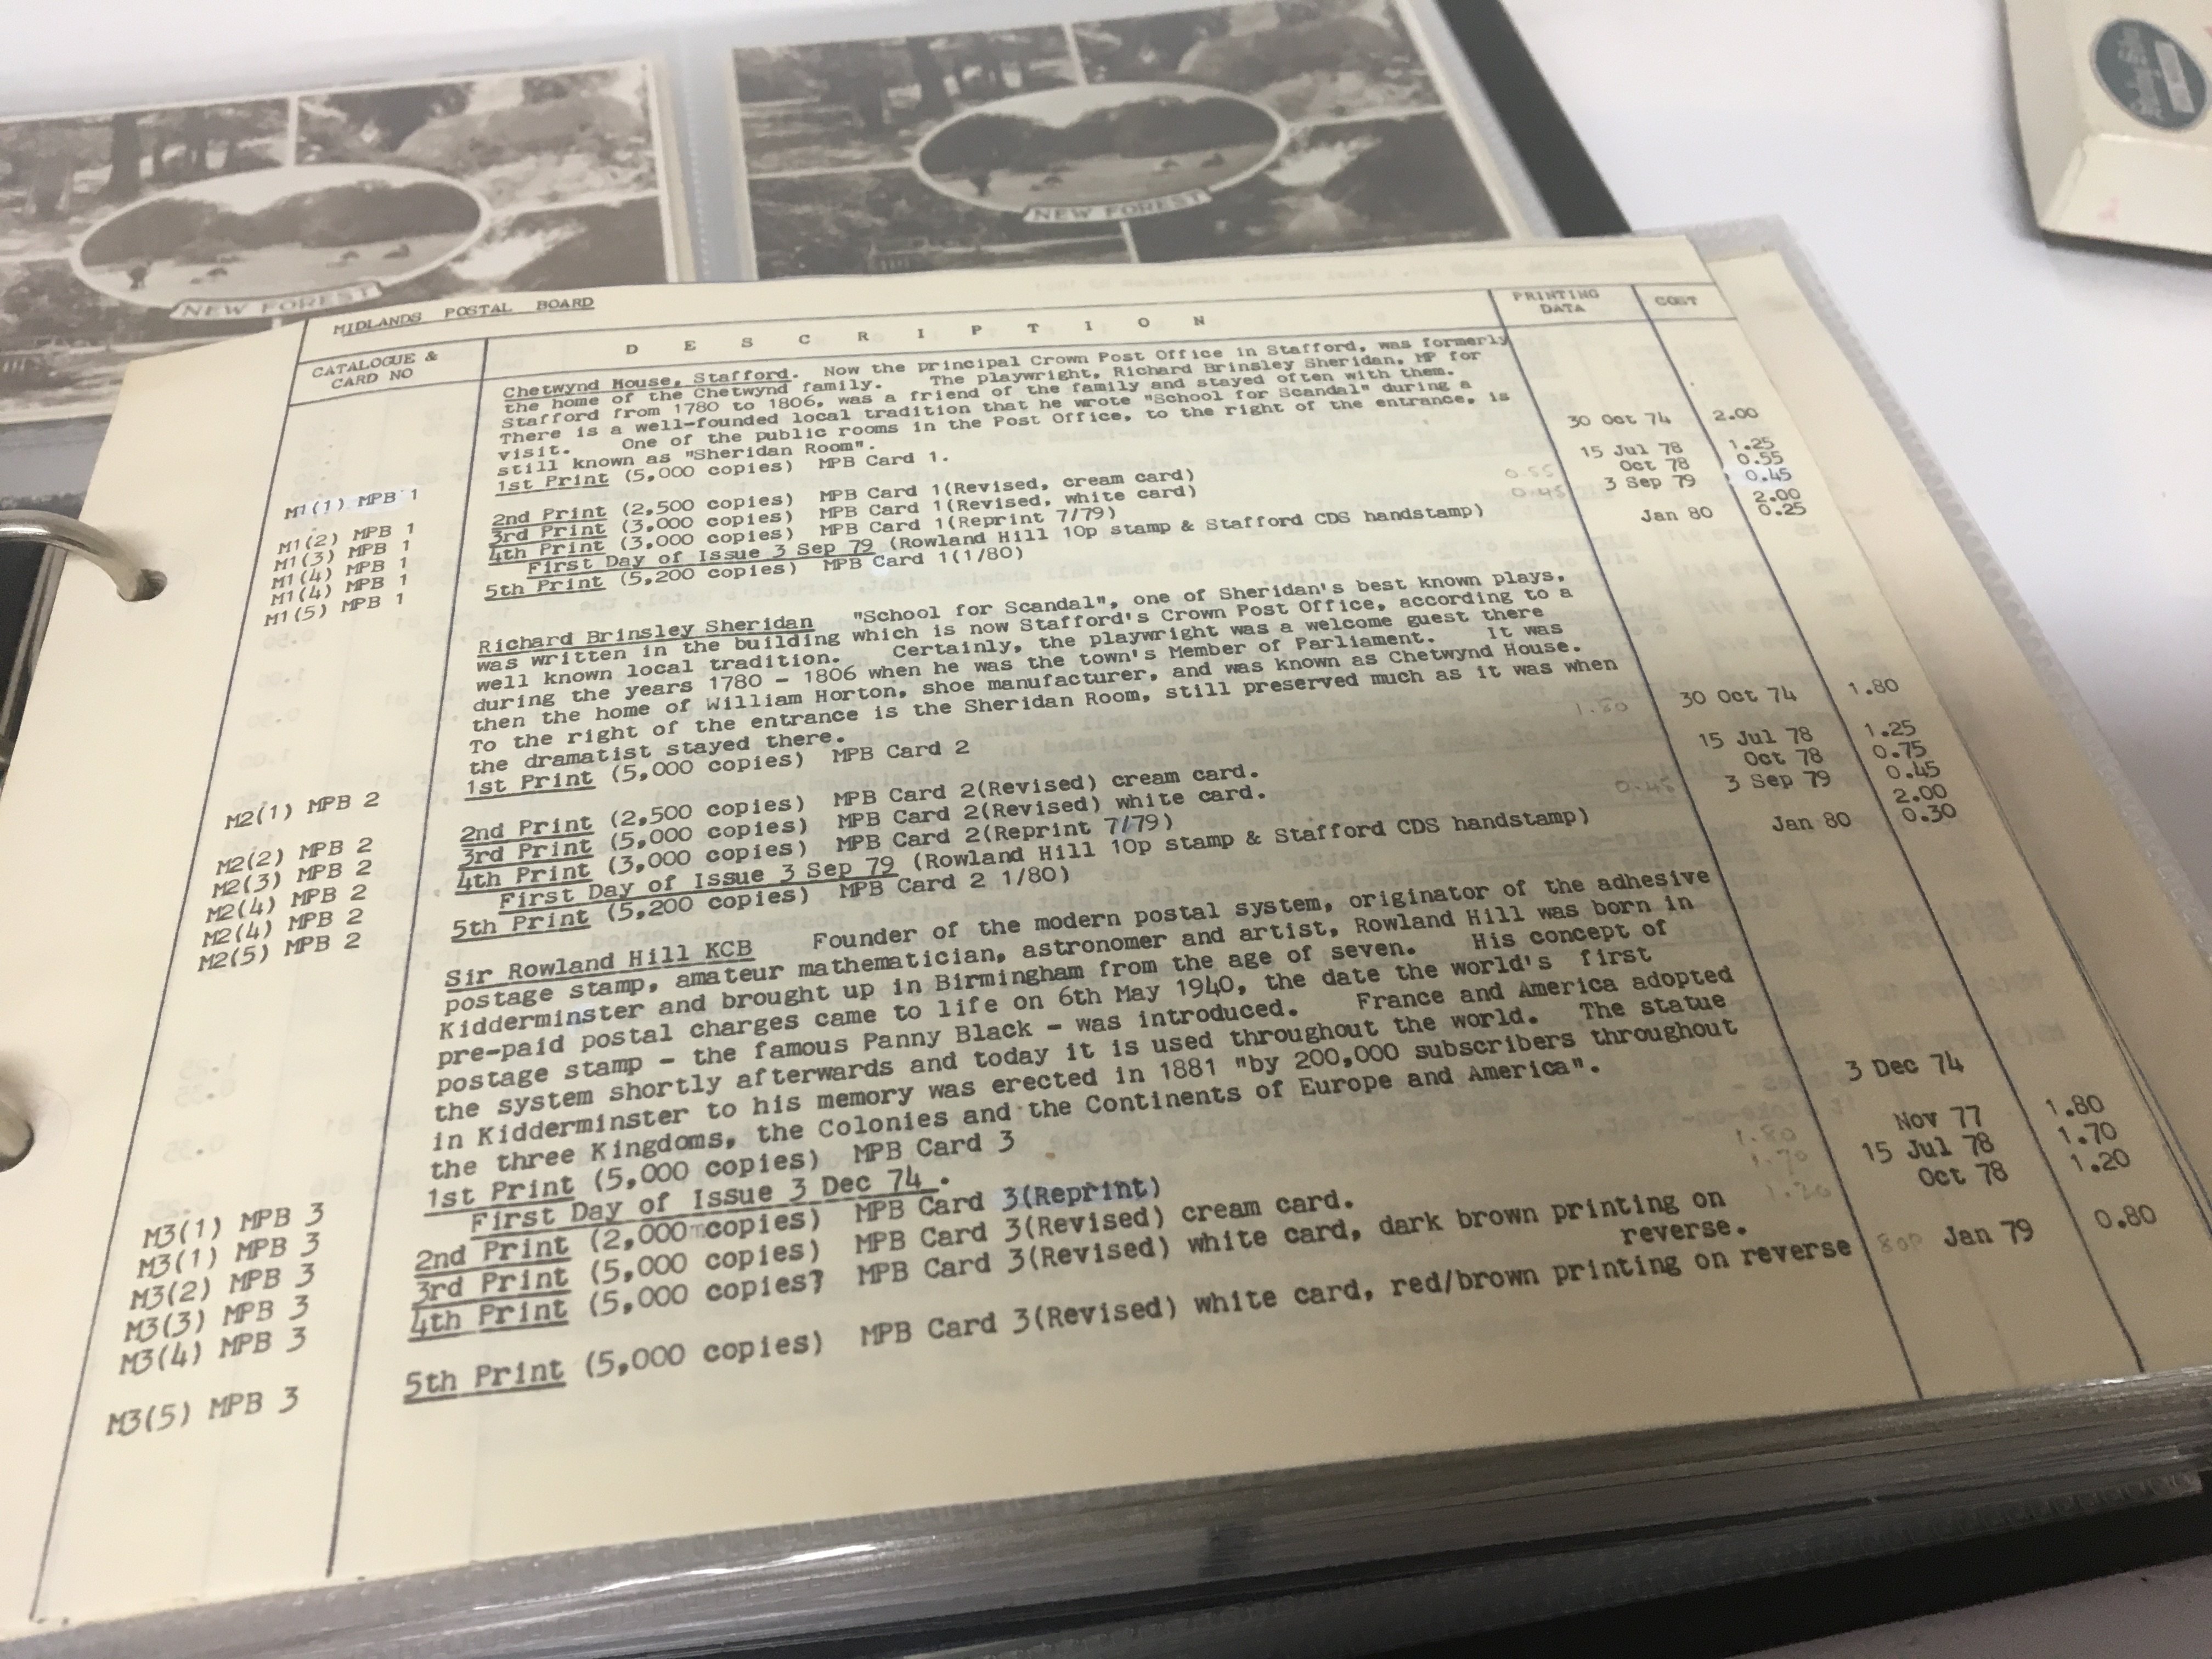 NEW FOREST
NEW FOREST
MIDLANDS POSTAL BOARD
CATALOGUE & CARD NO
D E S C R I P T I O N
PRINTING DATA
COST
Chetwynd House, Stafford. Now the principal Crown Post Office in Stafford, was formerly
the home of the Chetwynd family. The playwright, Richard Brinsley Sheridan, MP for
Stafford from 1780 to 1806, was a friend of the family and stayed often with them.
There is a well-founded local tradition that he wrote "School for Scandal" during a
visit. One of the public rooms in the Post Office, to the right of the entrance, is
still known as "Sheridan Room".
M1(1) MPB 1 1st Print (5,000 copies) MPB Card 1. 30 Oct 74 2.00
M1(2) MPB 1 2nd Print (2,500 copies) MPB Card 1(Revised, cream card) 15 Jul 78 1.25
M1(3) MPB 1 3rd Print (3,000 copies) MPB Card 1(Revised, white card) 0.55 Oct 78 0.55
M1(4) MPB 1 4th Print (3,000 copies) MPB Card 1(Reprint 7/79) 0.45 3 Sep 79 0.45
M1(4) MPB 1 First Day of Issue 3 Sep 79 (Rowland Hill 10p stamp & Stafford CDS handstamp) 2.00
M1(5) MPB 1 5th Print (5,200 copies) MPB Card 1(1/80) Jan 80 0.25
Richard Brinsley Sheridan "School for Scandal", one of Sheridan's best known plays,
was written in the building which is now Stafford's Crown Post Office, according to a
well known local tradition. Certainly, the playwright was a welcome guest there
during the years 1780 - 1806 when he was the town's Member of Parliament. It was
then the home of William Horton, shoe manufacturer, and was known as Chetwynd House.
To the right of the entrance is the Sheridan Room, still preserved much as it was when
the dramatist stayed there.
M2(1) MPB 2 1st Print (5,000 copies) MPB Card 2 1.80 30 Oct 74 1.80
M2(2) MPB 2 2nd Print (2,500 copies) MPB Card 2(Revised) cream card. 15 Jul 78 1.25
M2(3) MPB 2 3rd Print (5,000 copies) MPB Card 2(Revised) white card. Oct 78 0.75
M2(4) MPB 2 4th Print (3,000 copies) MPB Card 2(Reprint 7/79) 0.45 3 Sep 79 0.45
M2(4) MPB 2 First Day of Issue 3 Sep 79 (Rowland Hill 10p stamp & Stafford CDS handstamp) 2.00
M2(5) MPB 2 5th Print (5,200 copies) MPB Card 2 1/80) Jan 80 0.30
Sir Rowland Hill KCB Founder of the modern postal system, originator of the adhesive
postage stamp, amateur mathematician, astronomer and artist, Rowland Hill was born in
Kidderminster and brought up in Birmingham from the age of seven. His concept of
pre-paid postal charges came to life on 6th May 1940, the date the world's first
postage stamp - the famous Panny Black - was introduced. France and America adopted
the system shortly afterwards and today it is used throughout the world. The statue
in Kidderminster to his memory was erected in 1881 "by 200,000 subscribers throughout
the three Kingdoms, the Colonies and the Continents of Europe and America".
M3(1) MPB 3 1st Print (5,000 copies) MPB Card 3 3 Dec 74
M3(1) MPB 3 First Day of Issue 3 Dec 74.
M3(2) MPB 3 2nd Print (2,000 copies) MPB Card 3(Reprint) 1.80 Nov 77 1.80
M3(3) MPB 3 3rd Print (5,000 copies) MPB Card 3(Revised) cream card. 1.70 15 Jul 78 1.70
M3(4) MPB 3 4th Print (5,000 copies? MPB Card 3(Revised) white card, dark brown printing on 1.20 Oct 78 1.20
reverse.
M3(5) MPB 3 5th Print (5,000 copies) MPB Card 3(Revised) white card, red/brown printing on reverse 80p Jan 79 0.80